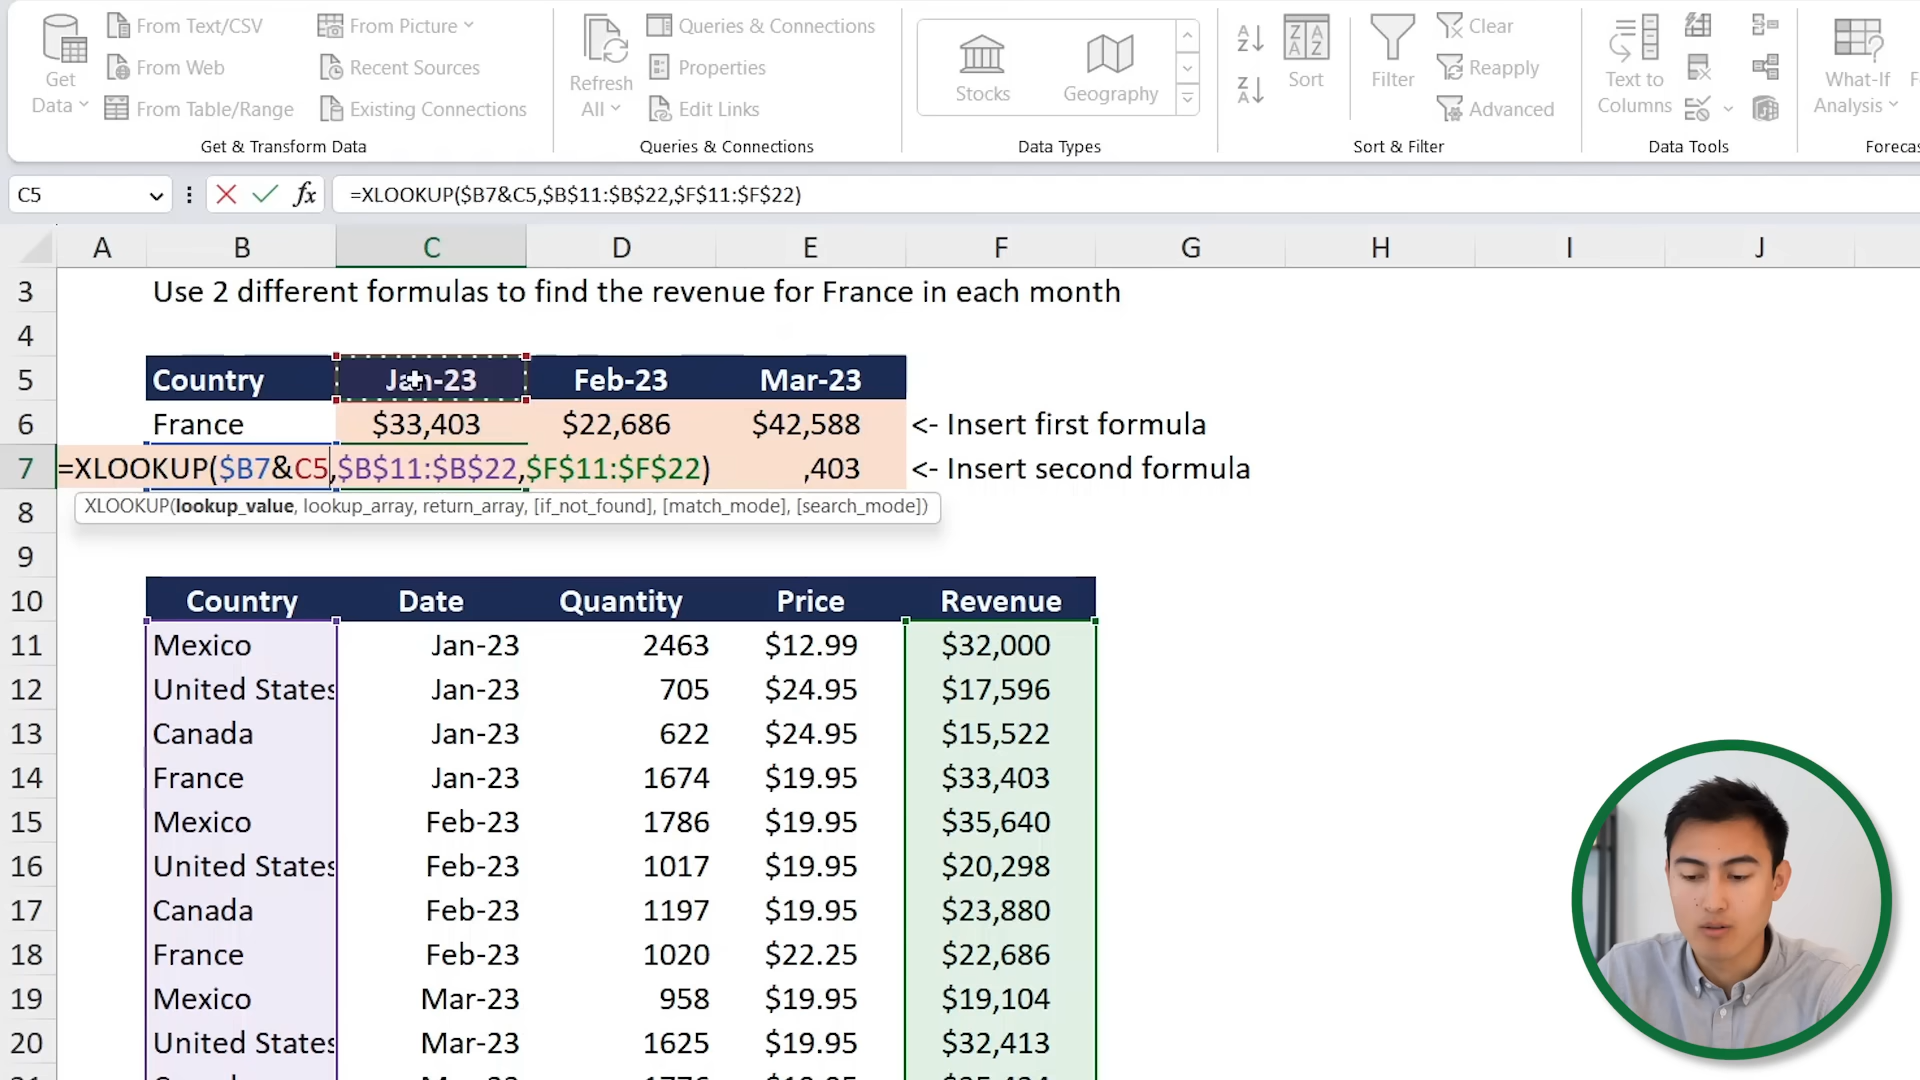 Get Data
From Text/CSV
From Web
From Table/Range
From Picture
Recent Sources
Existing Connections
Get & Transform Data
Refresh All
Queries & Connections
Properties
Edit Links
Queries & Connections
Stocks
Geography
Data Types
Sort
Filter
Clear
Reapply
Advanced
Sort & Filter
Text to Columns
Data Tools
What-If Analysis
Forecas
C5
fx
=XLOOKUP($B7&C5,$B$11:$B$22,$F$11:$F$22)
A B C D E F G H I J
3 Use 2 different formulas to find the revenue for France in each month
4
5 Country Jan-23 Feb-23 Mar-23
6 France $33,403 $22,686 $42,588 <- Insert first formula
7 =XLOOKUP($B7&C5,$B$11:$B$22,$F$11:$F$22) ,403 <- Insert second formula
XLOOKUP(lookup_value, lookup_array, return_array, [if_not_found], [match_mode], [search_mode])
8
9
10 Country Date Quantity Price Revenue
11 Mexico Jan-23 2463 $12.99 $32,000
12 United States Jan-23 705 $24.95 $17,596
13 Canada Jan-23 622 $24.95 $15,522
14 France Jan-23 1674 $19.95 $33,403
15 Mexico Feb-23 1786 $19.95 $35,640
16 United States Feb-23 1017 $19.95 $20,298
17 Canada Feb-23 1197 $19.95 $23,880
18 France Feb-23 1020 $22.25 $22,686
19 Mexico Mar-23 958 $19.95 $19,104
20 United States Mar-23 1625 $19.95 $32,413